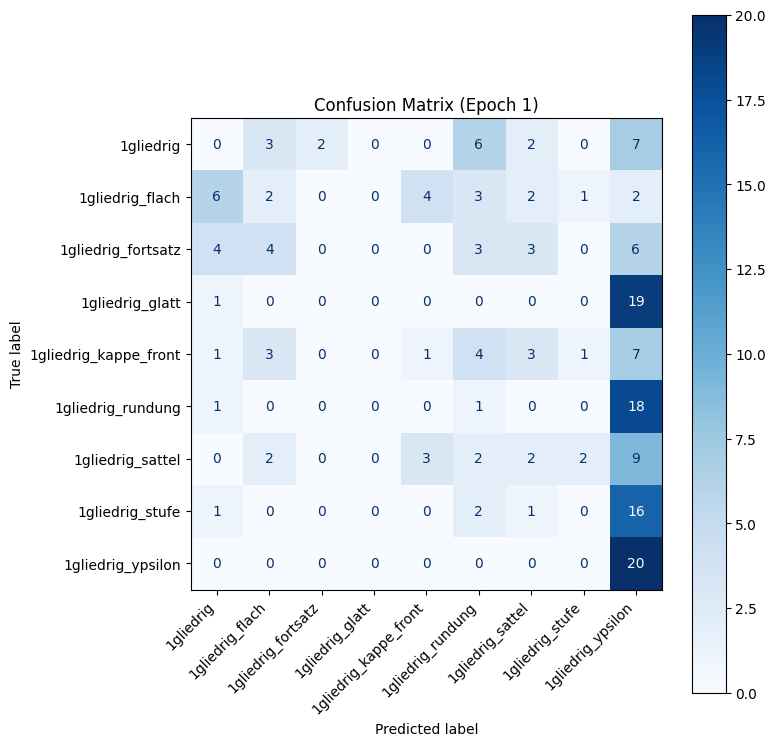 Confusion Matrix (Epoch 1)
True label
1gliedrig 0 3 2 0 0 6 2 0 7
1gliedrig_flach 6 2 0 0 4 3 2 1 2
1gliedrig_fortsatz 4 4 0 0 0 3 3 0 6
1gliedrig_glatt 1 0 0 0 0 0 0 0 19
1gliedrig_kappe_front 1 3 0 0 1 4 3 1 7
1gliedrig_rundung 1 0 0 0 0 1 0 0 18
1gliedrig_sattel 0 2 0 0 3 2 2 2 9
1gliedrig_stufe 1 0 0 0 0 2 1 0 16
1gliedrig_ypsilon 0 0 0 0 0 0 0 0 20
1gliedrig
1gliedrig_flach
1gliedrig_fortsatz
1gliedrig_glatt
1gliedrig_kappe_front
1gliedrig_rundung
1gliedrig_sattel
1gliedrig_stufe
1gliedrig_ypsilon
Predicted label
20.0
17.5
15.0
12.5
10.0
7.5
5.0
2.5
0.0